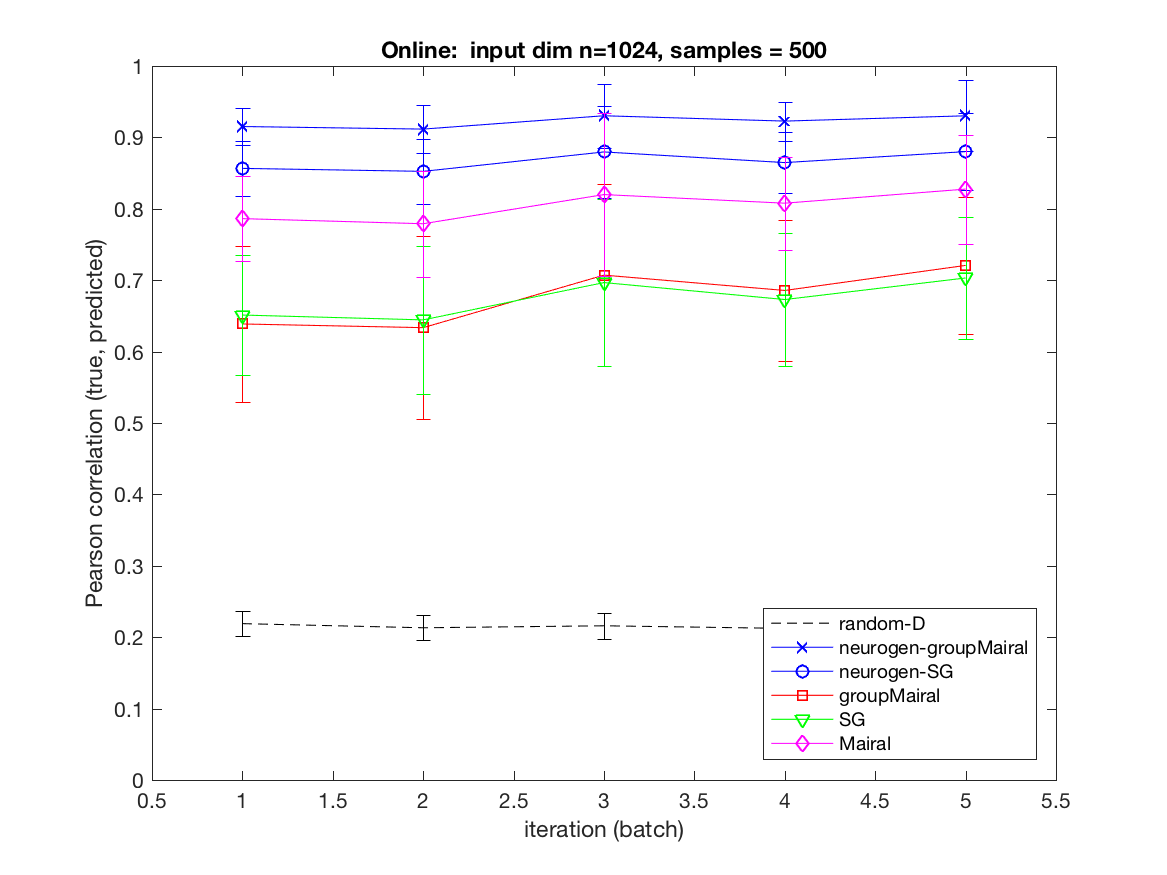 Online: input dim n=1024, samples = 500
Pearson correlation (true, predicted)
1
0.9
0.8
0.7
0.6
0.5
0.4
0.3
0.2
0.1
0
0.5 1 1.5 2 2.5 3 3.5 4 4.5 5 5.5
iteration (batch)
random-D
neurogen-groupMairal
neurogen-SG
groupMairal
SG
Mairal